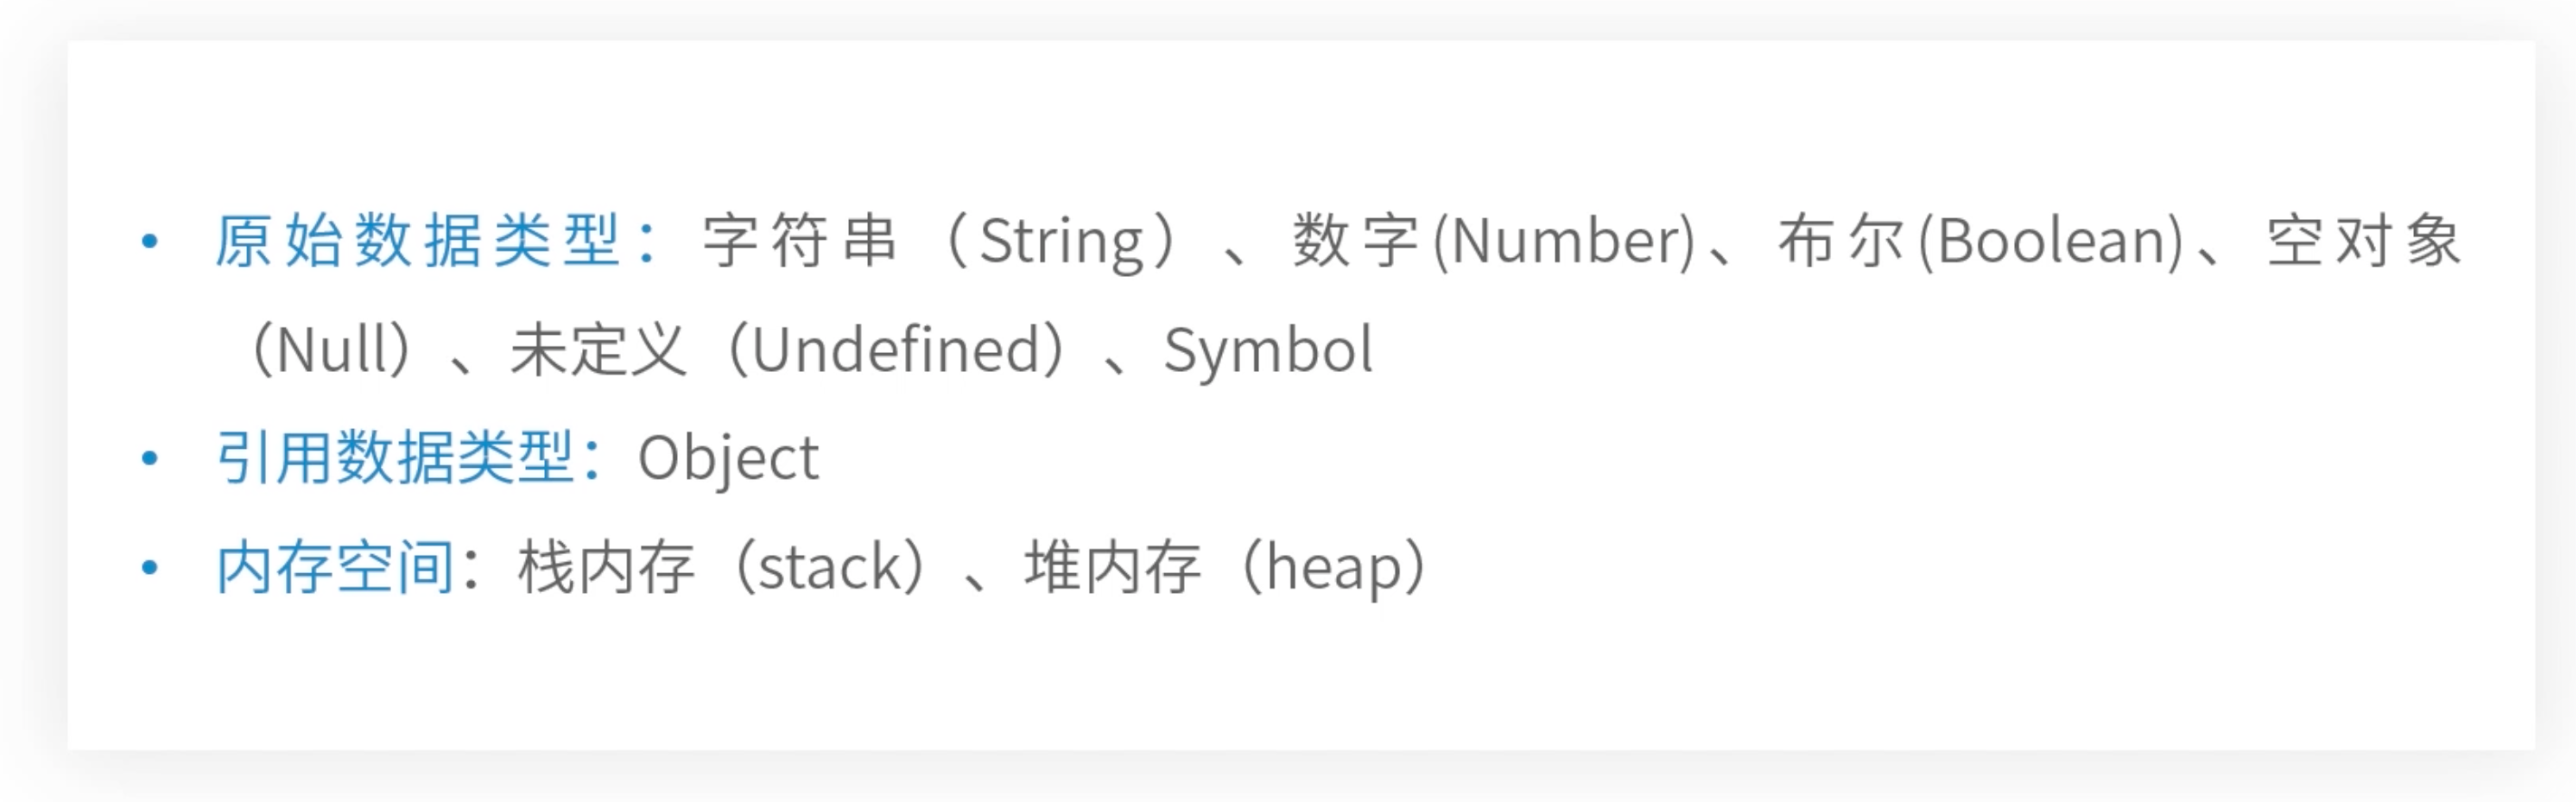 • 原始数据类型：字符串（String）、数字(Number)、布尔(Boolean)、空对象
（Null）、未定义（Undefined）、Symbol
• 引用数据类型：Object
• 内存空间：栈内存（stack）、堆内存（heap）